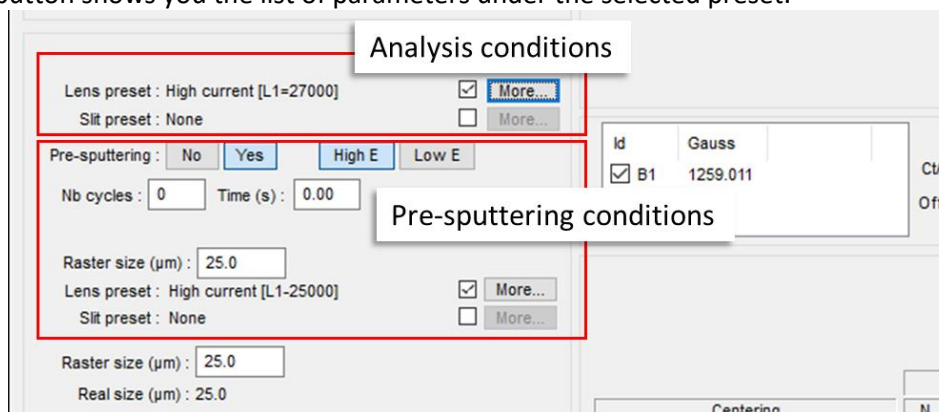 button shows you the list of parameters under the selected preset.
Analysis conditions
Lens preset : High current [L1=27000] More...
Slit preset : None More...
Pre-sputtering : No Yes High E Low E
Nb cycles : 0 Time (s) : 0.00
Pre-sputtering conditions
Raster size (µm) : 25.0
Lens preset : High current [L1-25000] More...
Slit preset : None More...
Raster size (µm) : 25.0
Real size (µm) : 25.0
Id Gauss
B1 1259.011
Ct/
Off
Centering N